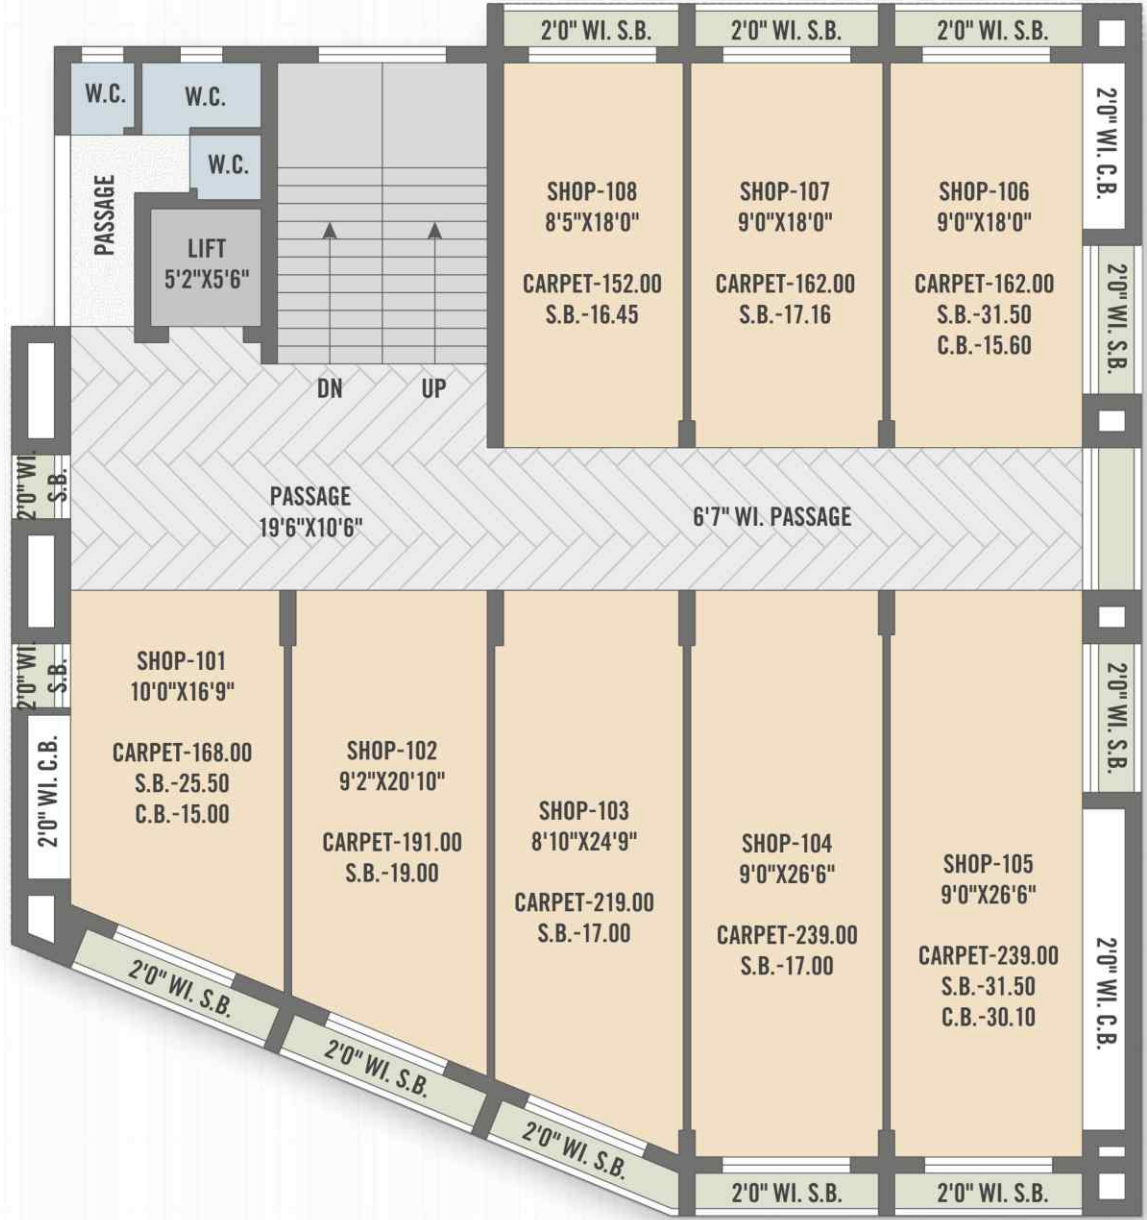 2'0" WI. S.B.
2'0" WI. S.B.
2'0" WI. S.B.
W.C.
W.C.
W.C.
2'0" WI. C.B.
PASSAGE
LIFT
5'2"X5'6"
SHOP-108
8'5"X18'0"
CARPET-152.00
S.B.-16.45
SHOP-107
9'0"X18'0"
CARPET-162.00
S.B.-17.16
SHOP-106
9'0"X18'0"
CARPET-162.00
S.B.-31.50
C.B.-15.60
2'0" WI. S.B.
DN
UP
2'0" WI.
S.B.
PASSAGE
19'6"X10'6"
6'7" WI. PASSAGE
2'0" WI.
S.B.
SHOP-101
10'0"X16'9"
CARPET-168.00
S.B.-25.50
C.B.-15.00
2'0" WI. C.B.
SHOP-102
9'2"X20'10"
CARPET-191.00
S.B.-19.00
SHOP-103
8'10"X24'9"
CARPET-219.00
S.B.-17.00
SHOP-104
9'0"X26'6"
CARPET-239.00
S.B.-17.00
SHOP-105
9'0"X26'6"
CARPET-239.00
S.B.-31.50
C.B.-30.10
2'0" WI. S.B.
2'0" WI. C.B.
2'0" WI. S.B.
2'0" WI. S.B.
2'0" WI. S.B.
2'0" WI. S.B.
2'0" WI. S.B.